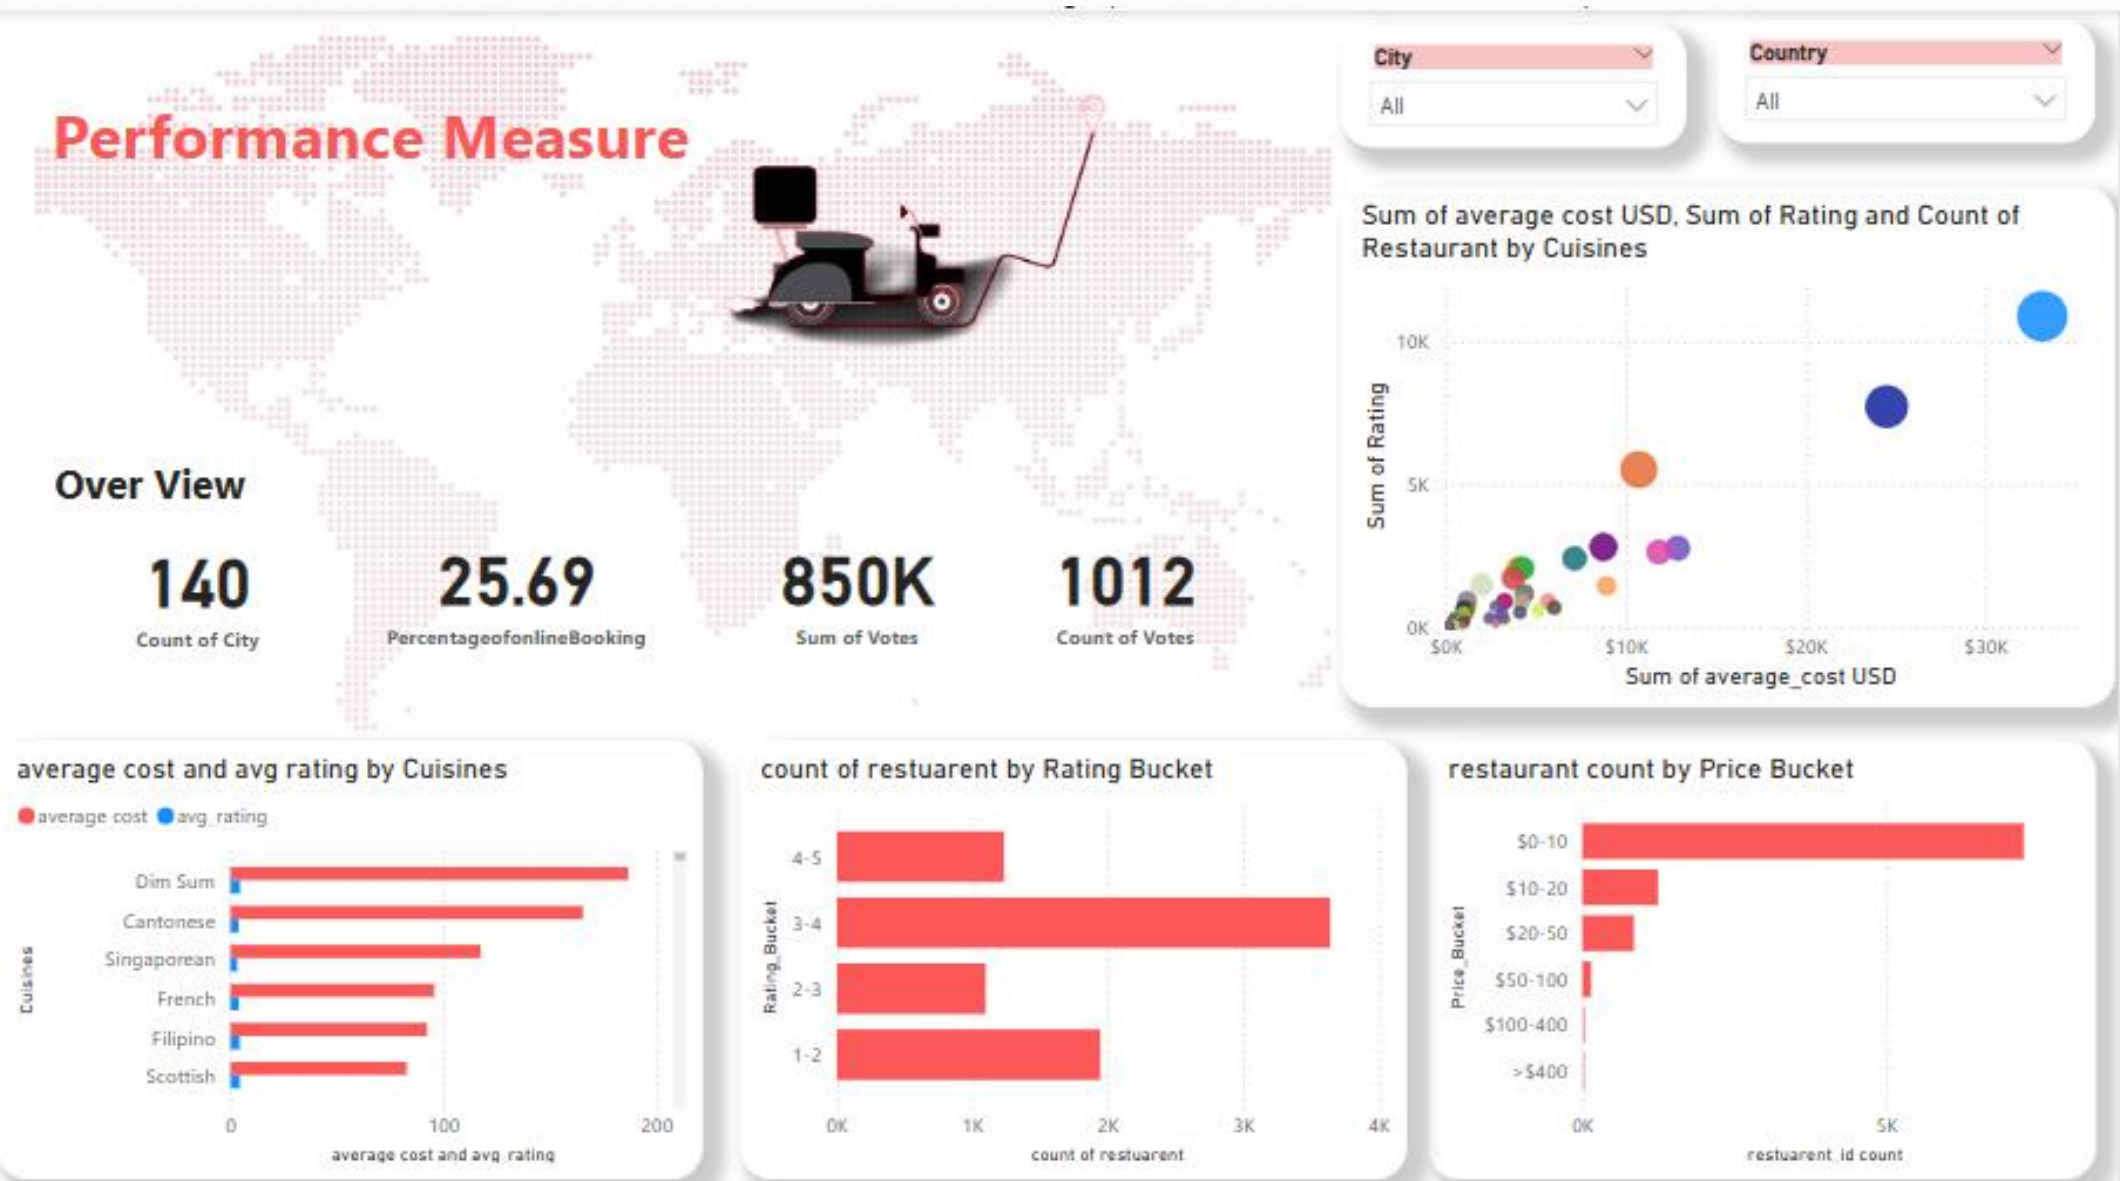 Performance Measure
City
All
Country
All
Over View
140
Count of City
25.69
PercentageofonlineBooking
850K
Sum of Votes
1012
Count of Votes
Sum of average cost USD, Sum of Rating and Count of
Restaurant by Cuisines
Sum of Rating
10K
5K
0K
$0K
$10K
$20K
$30K
Sum of average_cost USD
average cost and avg rating by Cuisines
average cost
avg_rating
Cuisines
Dim Sum
Cantonese
Singaporean
French
Filipino
Scottish
0
100
200
average cost and avg_rating
count of restuarent by Rating Bucket
Rating_Bucket
4-5
3-4
2-3
1-2
0K
1K
2K
3K
4K
count of restuarent
restaurant count by Price Bucket
Price_Bucket
$0-10
$10-20
$20-50
$50-100
$100-400
>$400
0K
5K
restuarent_id count